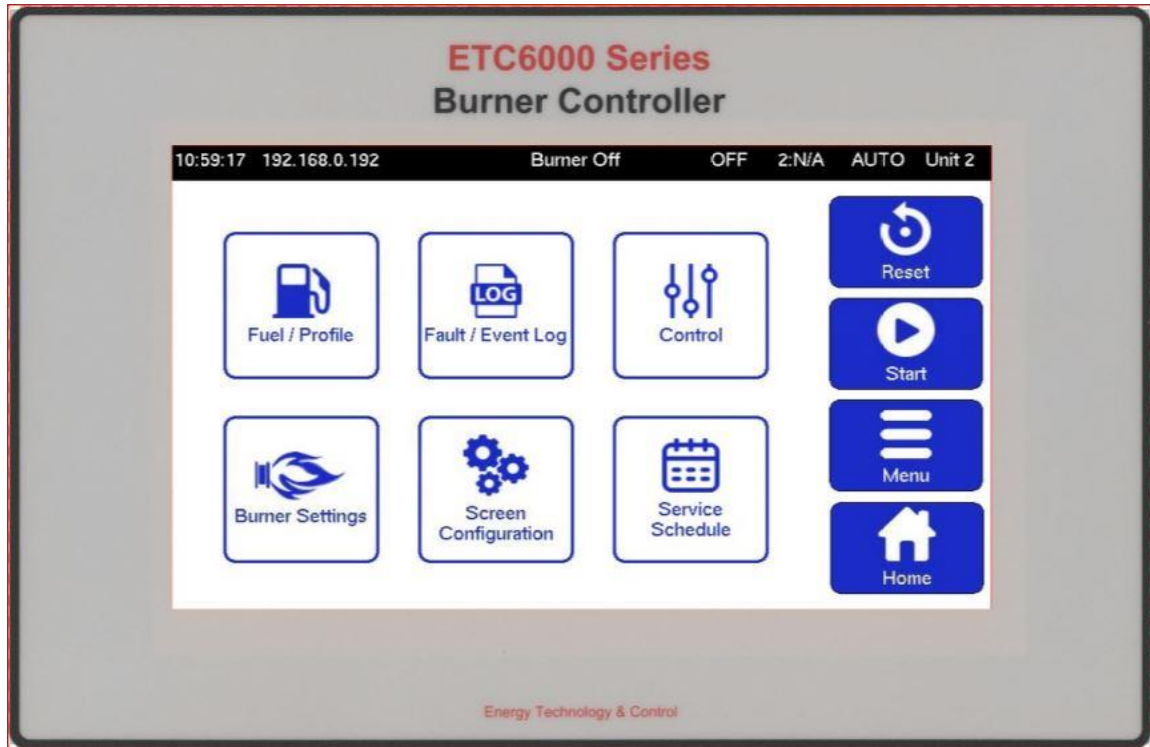 ETC6000 Series
Burner Controller
10:59:17 192.168.0.192 Burner Off OFF 2:N/A AUTO Unit 2
Reset
LOG
Fuel / Profile
Fault / Event Log
Control
Start
Menu
Burner Settings
Screen
Configuration
Service
Schedule
Home
Energy Technology & Control